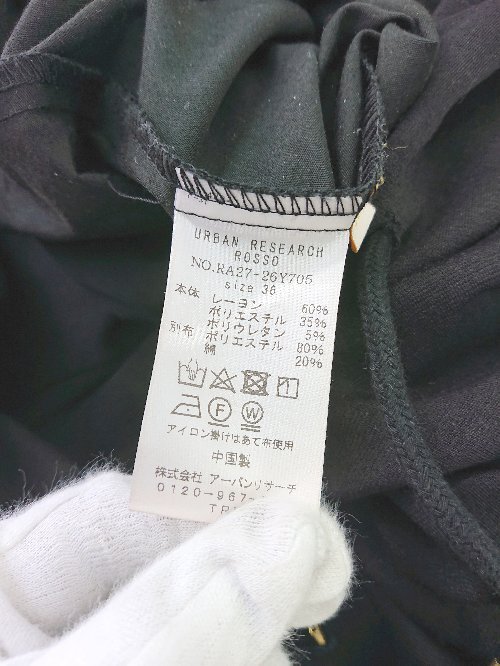 URBAN RESEARCH
ROSSO
NO.RA27-26Y705
size 36
本体 レーヨン 60%
ポリエステル 35%
ポリウレタン 5%
別布 ポリエステル 80%
綿 20%
アイロン掛けはあて布使用
中国製
株式会社 アーバンリサーチ
0120-967-